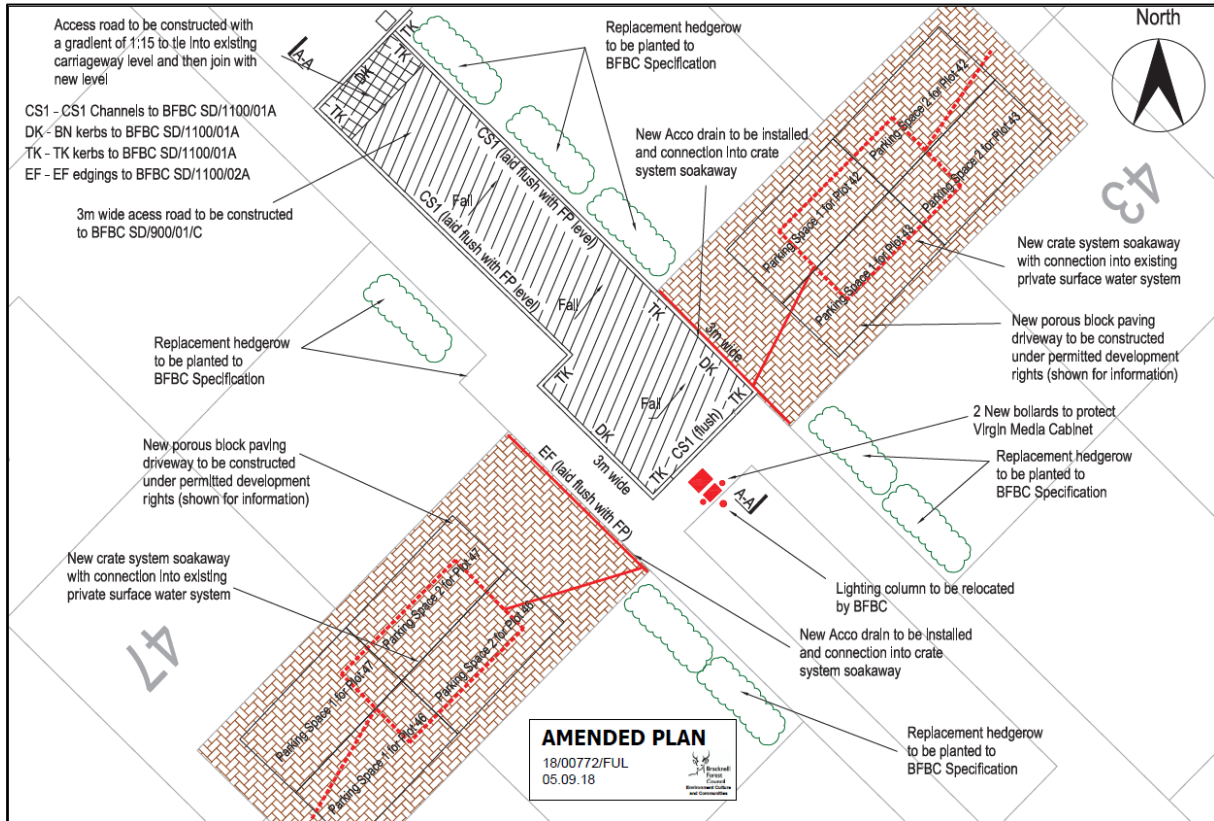 Access road to be constructed with
a gradient of 1:15 to tie into existing
carriageway level and then join with
new level
CS1 - CS1 Channels to BFBC SD/1100/01A
DK - BN kerbs to BFBC SD/1100/01A
TK - TK kerbs to BFBC SD/1100/01A
EF - EF edgings to BFBC SD/1100/02A
3m wide acess road to be constructed
to BFBC SD/900/01/C
A-A
TK
TK
DK
TK
Replacement hedgerow
to be planted to
BFBC Specification
North
CS1 (laid flush with FP level)
CS1 (laid flush with FP level)
Fall
Fall
Fall
New Acco drain to be installed
and connection into crate
system soakaway
Parking Space 2 for Plot 42
Parking Space 1 for Plot 42
Parking Space 2 for Plot 43
Parking Space 1 for Plot 43
43
New crate system soakaway
with connection into existing
private surface water system
New porous block paving
driveway to be constructed
under permitted development
rights (shown for information)
Replacement hedgerow
to be planted to
BFBC Specification
TK
3m wide
DK
TK
TK
DK
3m wide
TK
CS1 (flush)
2 New bollards to protect
Virgin Media Cabinet
Replacement hedgerow
to be planted to
BFBC Specification
A-A
New porous block paving
driveway to be constructed
under permitted development
rights (shown for information)
EF (laid flush with FP)
New crate system soakaway
with connection into existing
private surface water system
Parking Space 2 for Plot 47
Parking Space 1 for Plot 47
Parking Space 2 for Plot 46
Parking Space 1 for Plot 46
47
Lighting column to be relocated
by BFBC
New Acco drain to be installed
and connection into crate
system soakaway
Replacement hedgerow
to be planted to
BFBC Specification
AMENDED PLAN
18/00772/FUL
05.09.18
Bracknell
Forest
Council
Environment Culture
and Communities